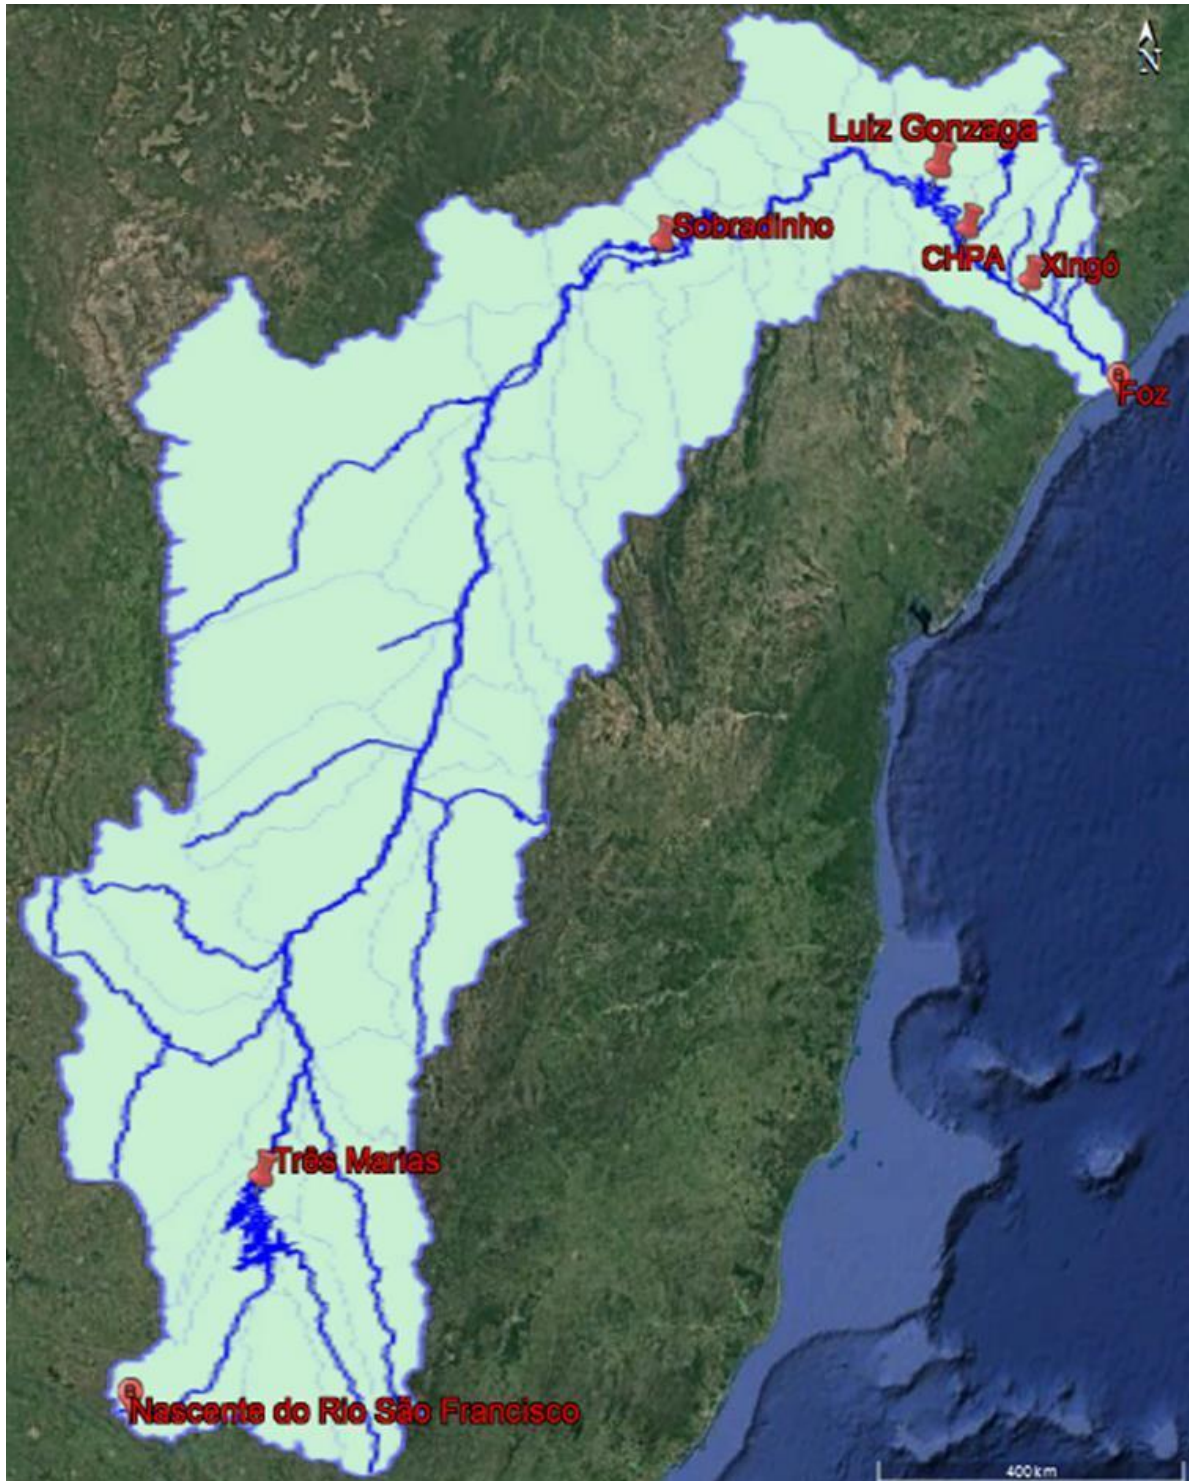 N
Luiz Gonzaga
Sobradinho
CHPA
Xingó
B
Foz
Três Marias
B
Nascente do Rio São Francisco
400 km